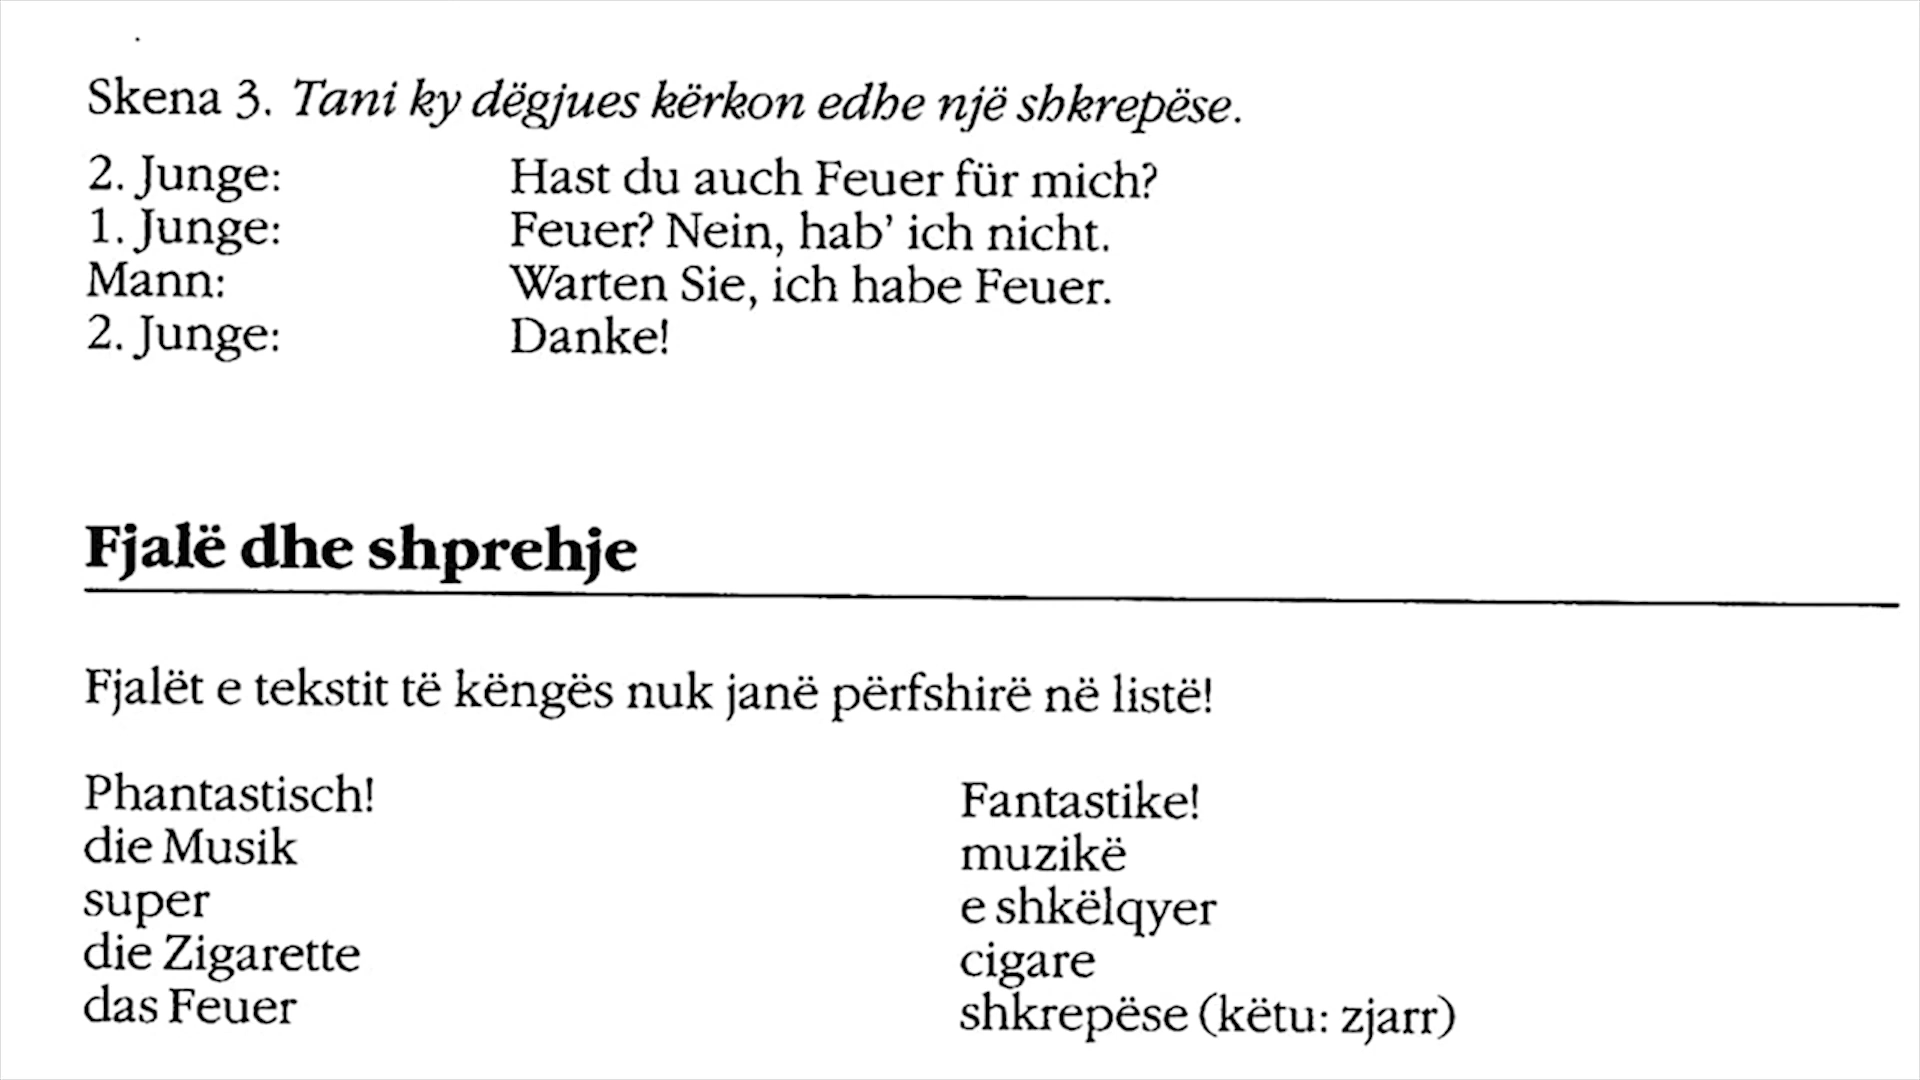 Skena 3. Tani ky dëgjues kërkon edhe një shkrepëse.
2. Junge: Hast du auch Feuer für mich?
1. Junge: Feuer? Nein, hab’ ich nicht.
Mann: Warten Sie, ich habe Feuer.
2. Junge: Danke!
Fjalë dhe shprehje
Fjalët e tekstit të këngës nuk janë përfshirë në listë!
Phantastisch! Fantastike!
die Musik muzikë
super e shkëlqyer
die Zigarette cigare
das Feuer shkrepëse (këtu: zjarr)